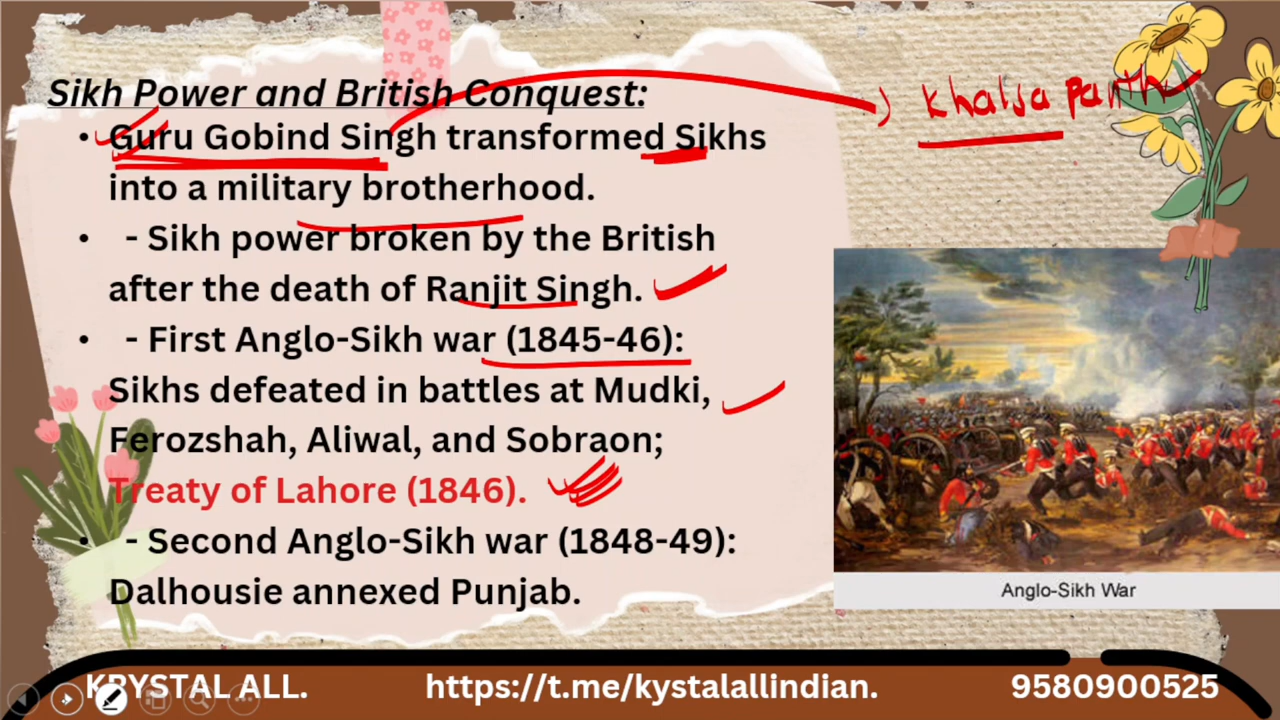 Sikh Power and British Conquest:
• Guru Gobind Singh transformed Sikhs
into a military brotherhood.
• - Sikh power broken by the British
after the death of Ranjit Singh.
• - First Anglo-Sikh war (1845-46):
Sikhs defeated in battles at Mudki,
Ferozshah, Aliwal, and Sobraon;
Treaty of Lahore (1846).
• - Second Anglo-Sikh war (1848-49):
Dalhousie annexed Punjab.
Khalsa Panth
Anglo-Sikh War
KRYSTAL ALL.
https://t.me/kystalallindian.
9580900525